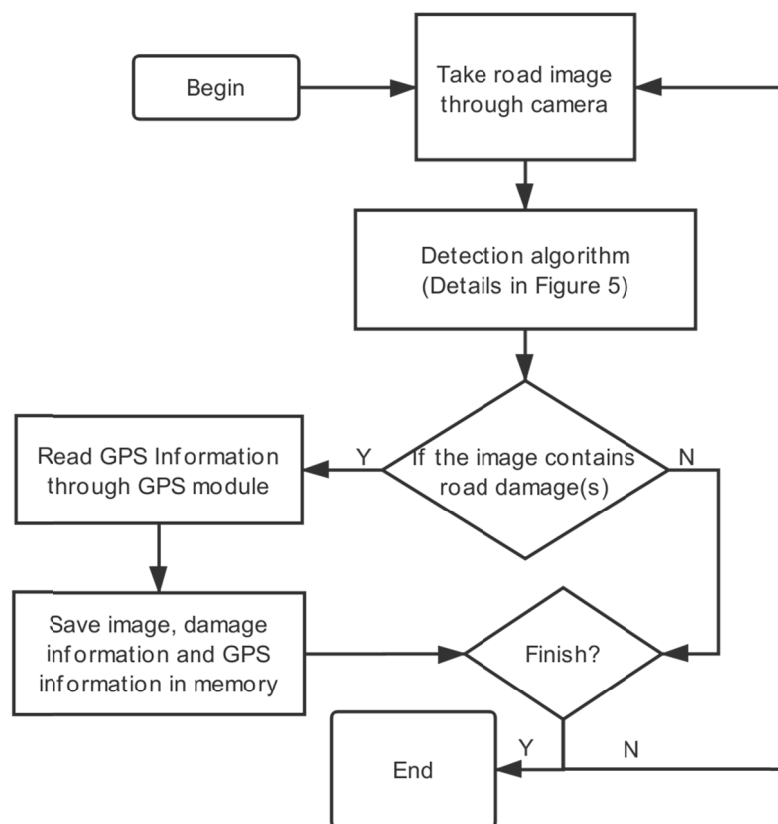 Begin
Take road image
through camera
Detection algorithm
(Details in Figure 5)
If the image contains
road damage(s)
Y
N
Read GPS Information
through GPS module
Save image, damage
information and GPS
information in memory
Finish?
Y
N
End